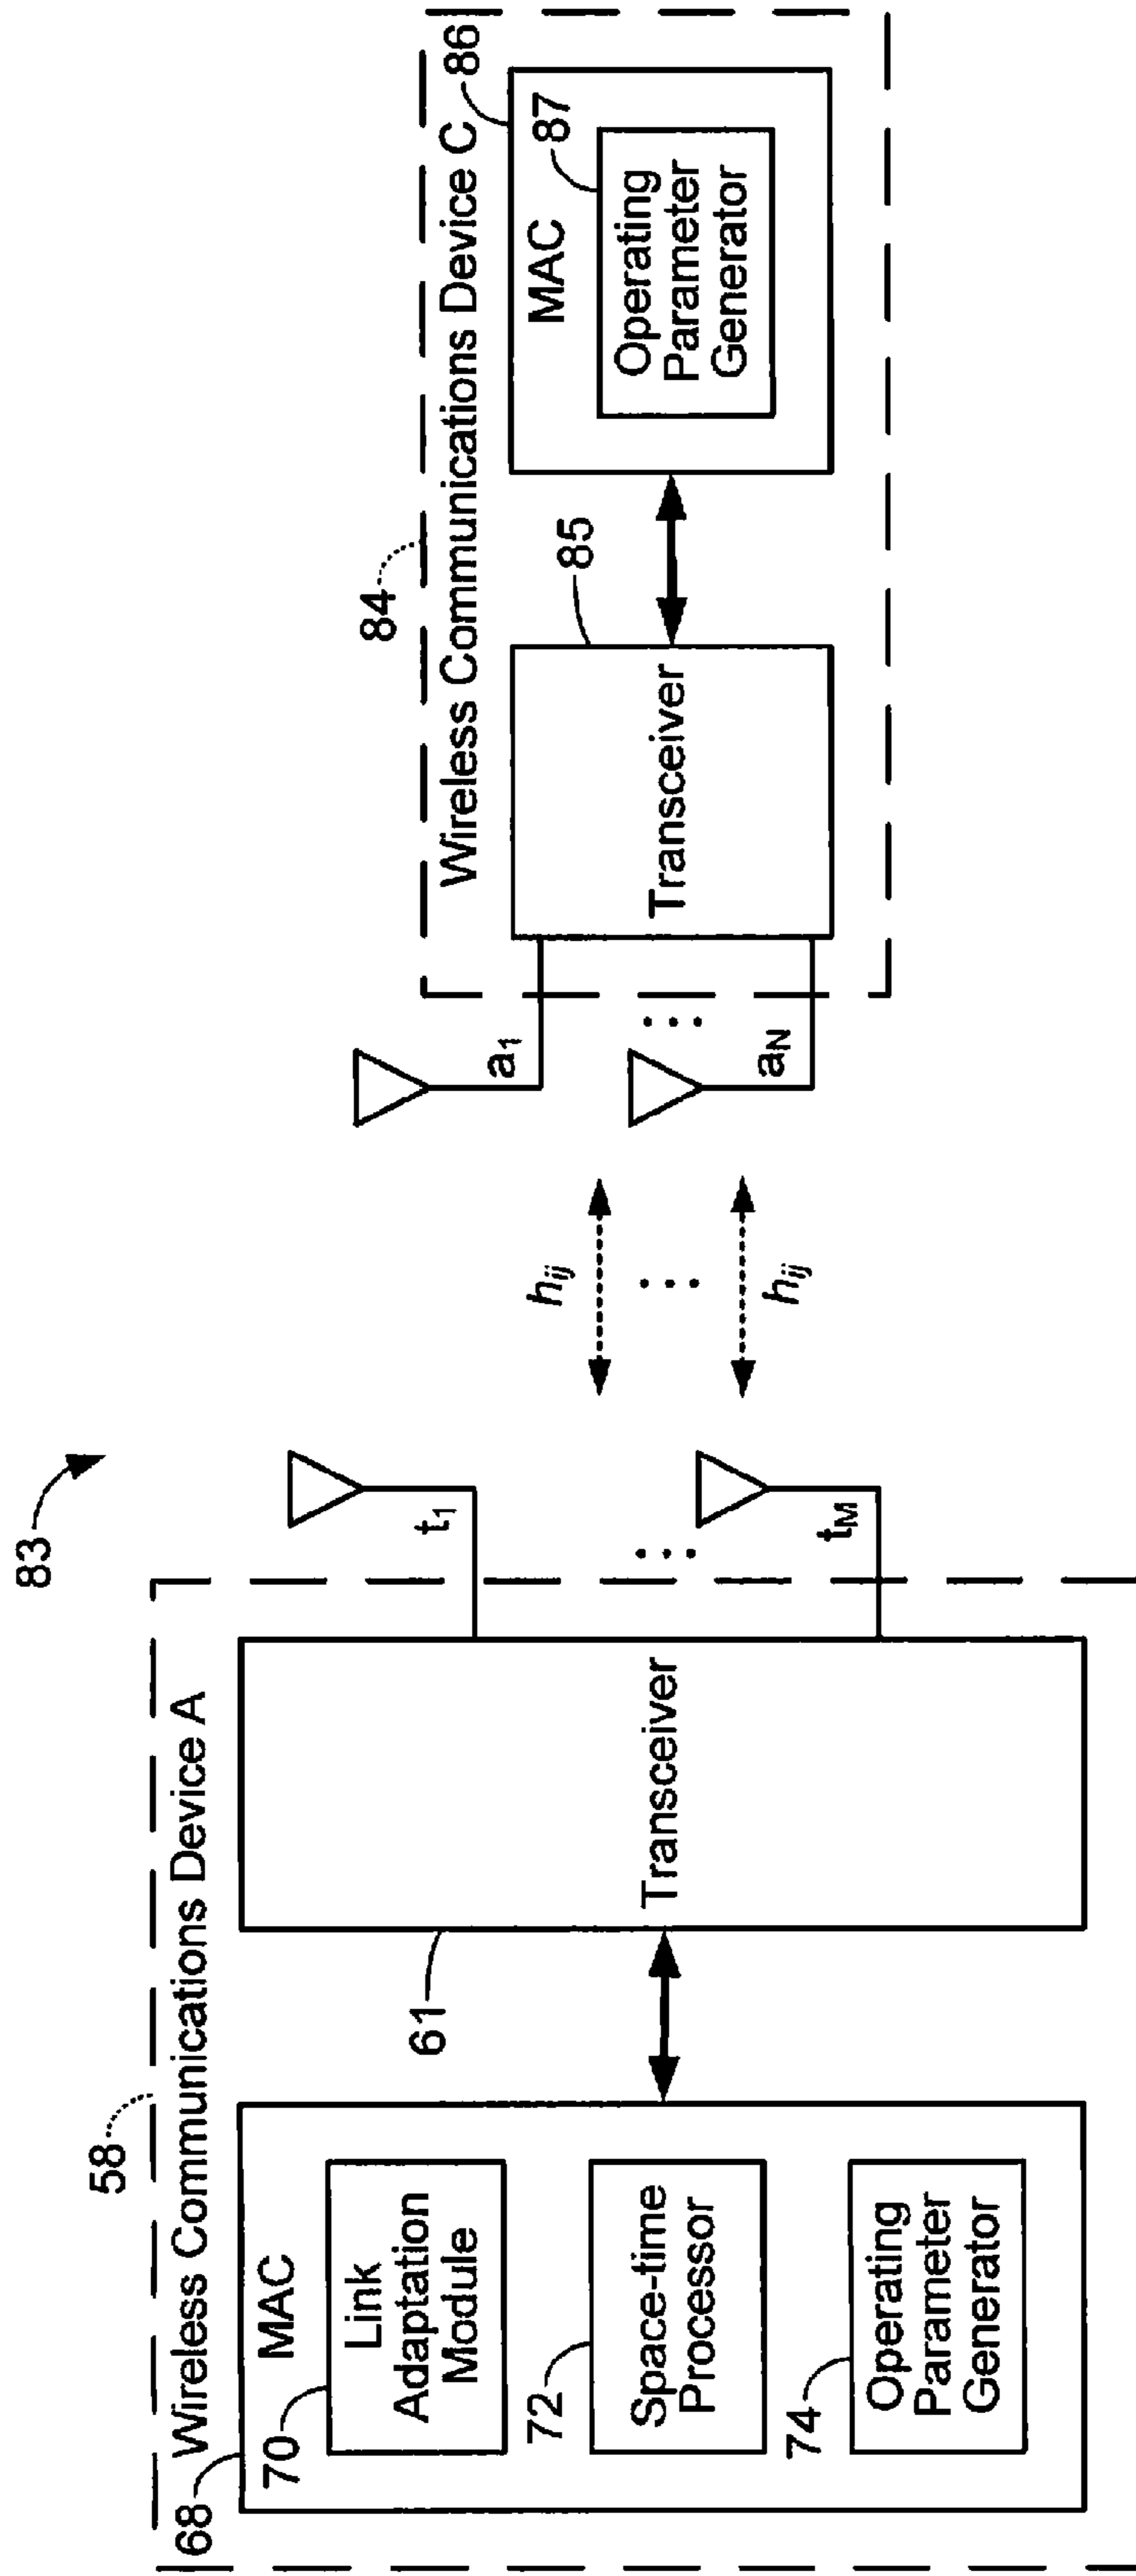 83
58
Wireless Communications Device A
68
MAC
70
Link
Adaptation
Module
72
Space-time
Processor
74
Operating
Parameter
Generator
61
Transceiver
t1
...
tM
hij
...
hij
84
Wireless Communications Device C
a1
...
aN
85
Transceiver
86
MAC
87
Operating
Parameter
Generator